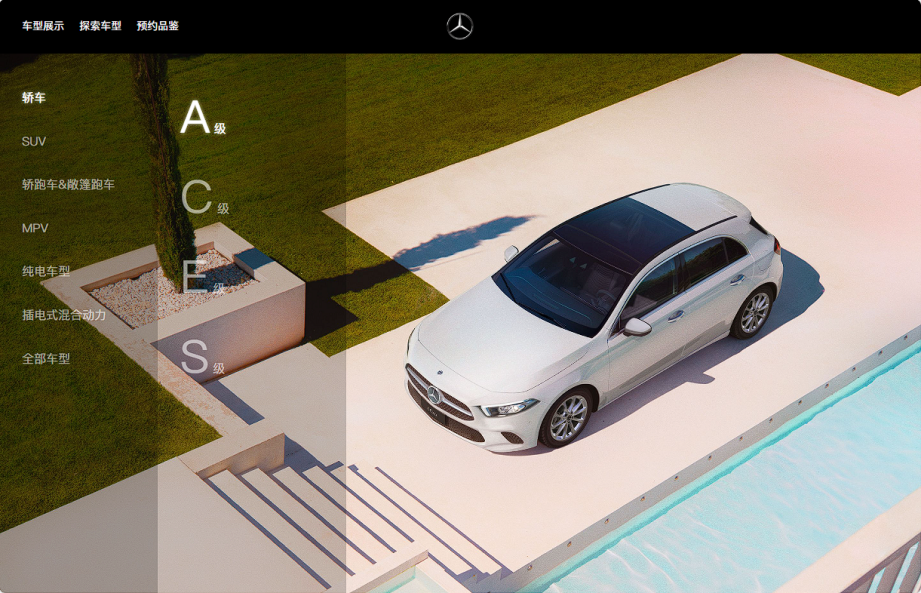 车型展示 探索车型 预约品鉴
轿车
SUV
轿跑车&敞篷跑车
MPV
纯电车型
插电式混合动力
全部车型
A级
C级
E级
S级